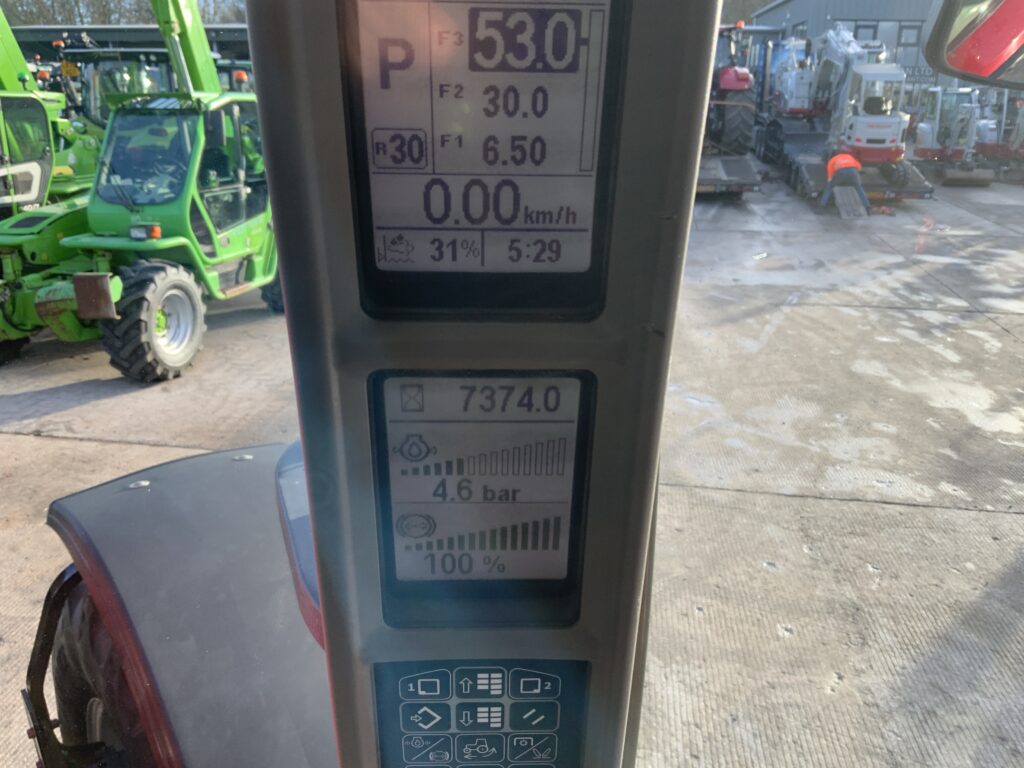 P
F3 53.0
F2 30.0
R30
F1 6.50
0.00 km/h
31% 5:29
7374.0
4.6 bar
100 %
1 2